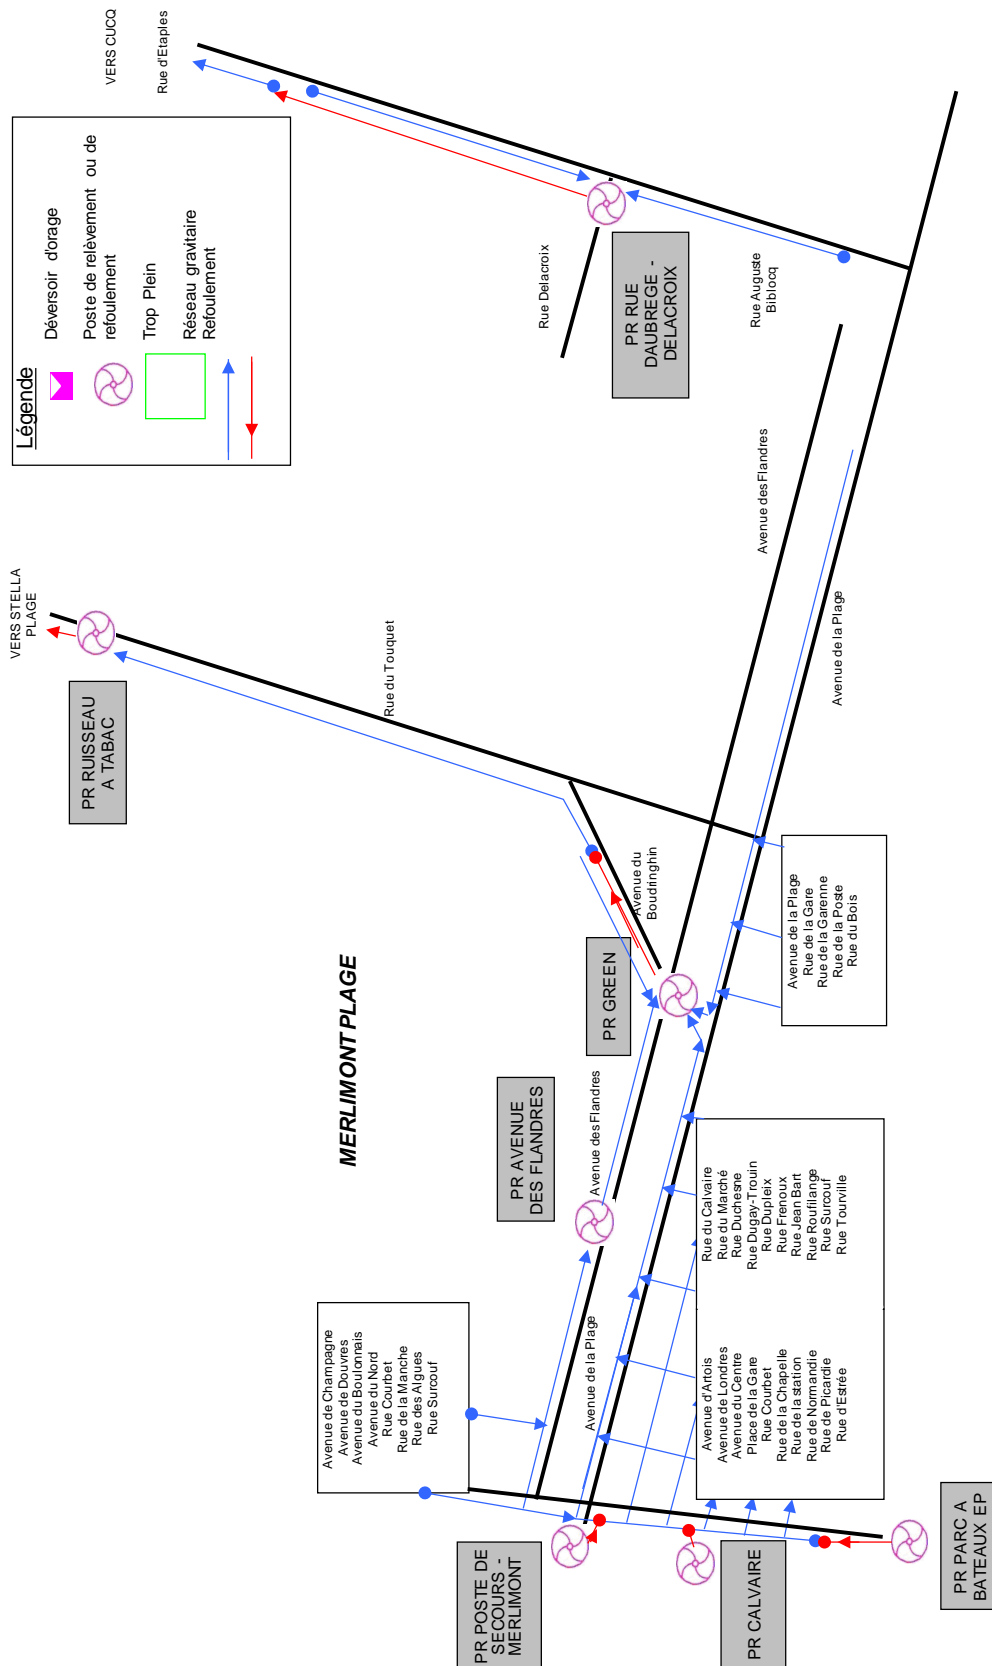 VERS CUCQ
Rue d'Etaples
Légende
Déversoir d'orage
Poste de relèvement ou de
refoulement
Trop Plein
Réseau gravitaire
Refoulement
Rue Delacroix
PR RUE
DAUBREGE -
DELACROIX
Rue Auguste
Biblocq
VERS STELLA
PLAGE
PR RUISSEAU
A TABAC
Rue du Touquet
Avenue des Flandres
Avenue de la Plage
MERLIMONT PLAGE
Avenue du
Boudringhin
PR GREEN
Avenue de la Plage
Rue de la Gare
Rue de la Garenne
Rue de la Poste
Rue du Bois
PR AVENUE
DES FLANDRES
Avenue des Flandres
Rue du Calvaire
Rue du Marché
Rue Duchesne
Rue Dugay-Trouin
Rue Dupleix
Rue Frenoux
Rue Jean Bart
Rue Roufilange
Rue Surcouf
Rue Tourville
Avenue de Champagne
Avenue de Douvres
Avenue du Boulonnais
Avenue du Nord
Rue Courbet
Rue de la Manche
Rue des Algues
Rue Surcouf
Avenue de la Plage
Avenue d'Artois
Avenue de Londres
Avenue du Centre
Place de la Gare
Rue Courbet
Rue de la Chapelle
Rue de la station
Rue de Normandie
Rue de Picardie
Rue d'Estrée
PR POSTE DE
SECOURS -
MERLIMONT
PR CALVAIRE
PR PARC A
BATEAUX EP